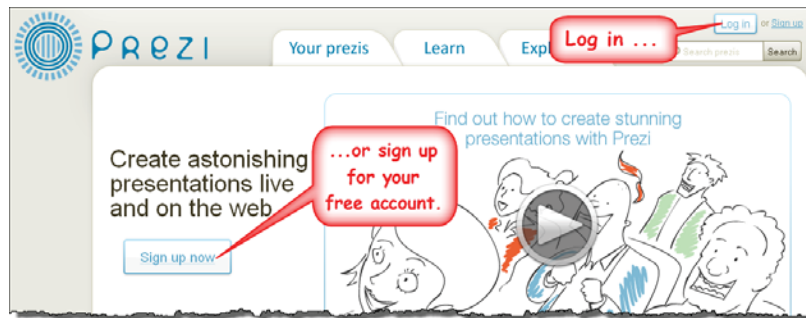 PREZI
Your prezis
Learn
Log in ...
Log in or Sign up
Search prezis
Search
Find out how to create stunning
presentations with Prezi
Create astonishing
presentations live
and on the web
...or sign up
for your
free account.
Sign up now